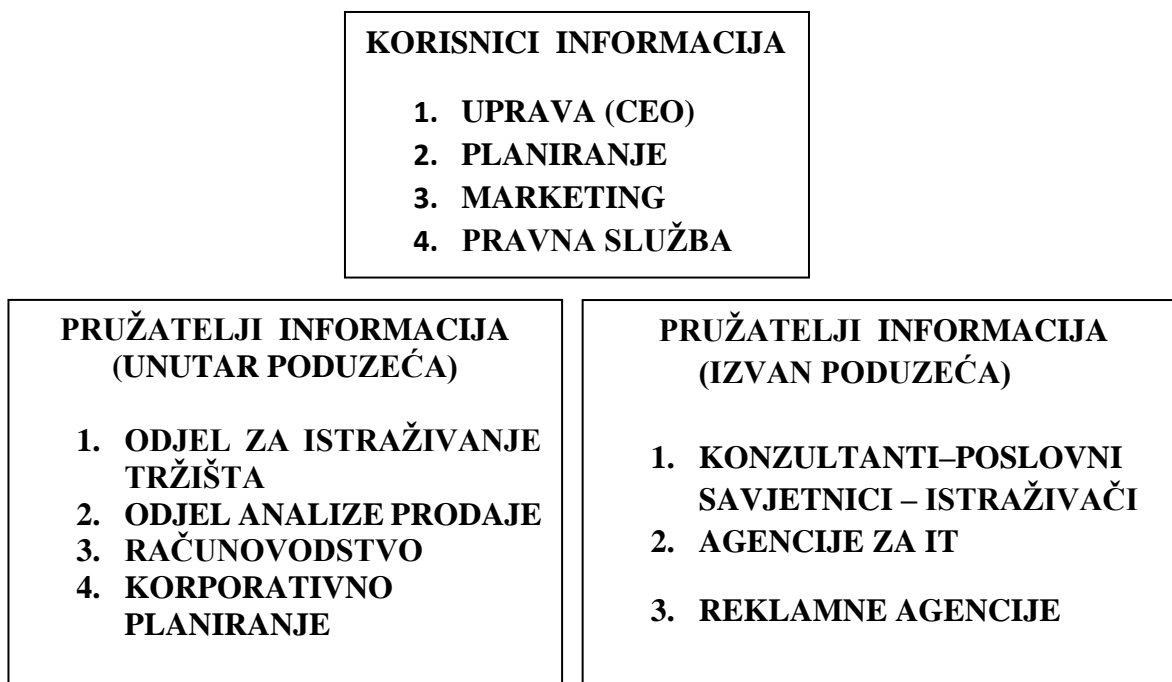 KORISNICI INFORMACIJA
1. UPRAVA (CEO)
2. PLANIRANJE
3. MARKETING
4. PRAVNA SLUŽBA
PRUŽATELJI INFORMACIJA
(UNUTAR PODUZEĆA)
1. ODJEL ZA ISTRAŽIVANJE
TRŽIŠTA
2. ODJEL ANALIZE PRODAJE
3. RAČUNOVODSTVO
4. KORPORATIVNO
PLANIRANJE
PRUŽATELJI INFORMACIJA
(IZVAN PODUZEĆA)
1. KONZULTANTI–POSLOVNI
SAVJETNICI – ISTRAŽIVAČI
2. AGENCIJE ZA IT
3. REKLAMNE AGENCIJE